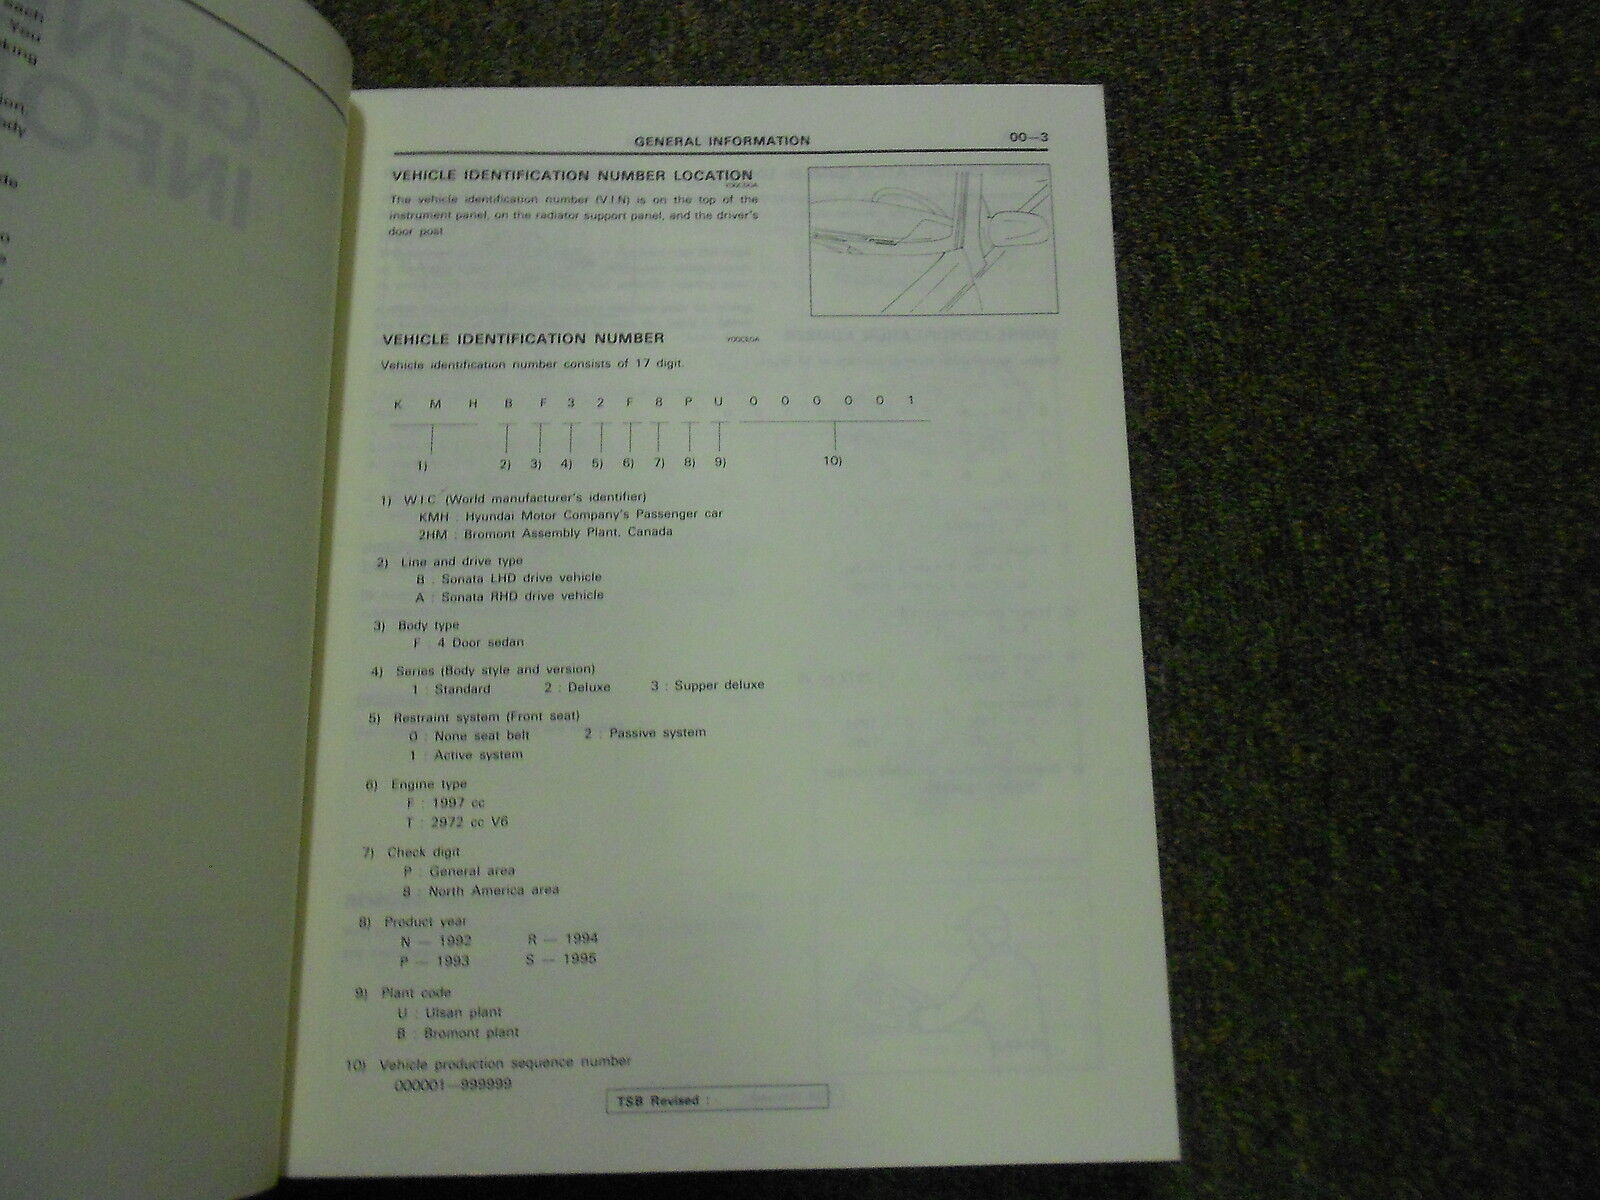 each
You
king
ion,
ody
de
GEN
INFO
GENERAL INFORMATION
00—3
VEHICLE IDENTIFICATION NUMBER LOCATION
The vehicle identification number (V.I.N) is on the top of the
instrument panel, on the radiator support panel, and the driver's
door post
VEHICLE IDENTIFICATION NUMBER
Vehicle identification number consists of 17 digit.
K M H B F 3 2 F 8 P U 0 0 0 0 0 1
1) 2) 3) 4) 5) 6) 7) 8) 9) 10)
1) W.I.C (World manufacturer's identifier)
KMH : Hyundai Motor Company's Passenger car
2HM : Bromont Assembly Plant, Canada
2) Line and drive type
B : Sonata LHD drive vehicle
A : Sonata RHD drive vehicle
3) Body type
F : 4 Door sedan
4) Series (Body style and version)
1 : Standard 2 : Deluxe 3 : Supper deluxe
5) Restraint system (Front seat)
0 : None seat belt 2 : Passive system
1 : Active system
6) Engine type
F : 1997 cc
T : 2972 cc V6
7) Check digit
P : General area
8 : North America area
8) Product year
N — 1992 R — 1994
P — 1993 S — 1995
9) Plant code
U : Ulsan plant
B : Bromont plant
10) Vehicle production sequence number
000001—999999
TSB Revised :